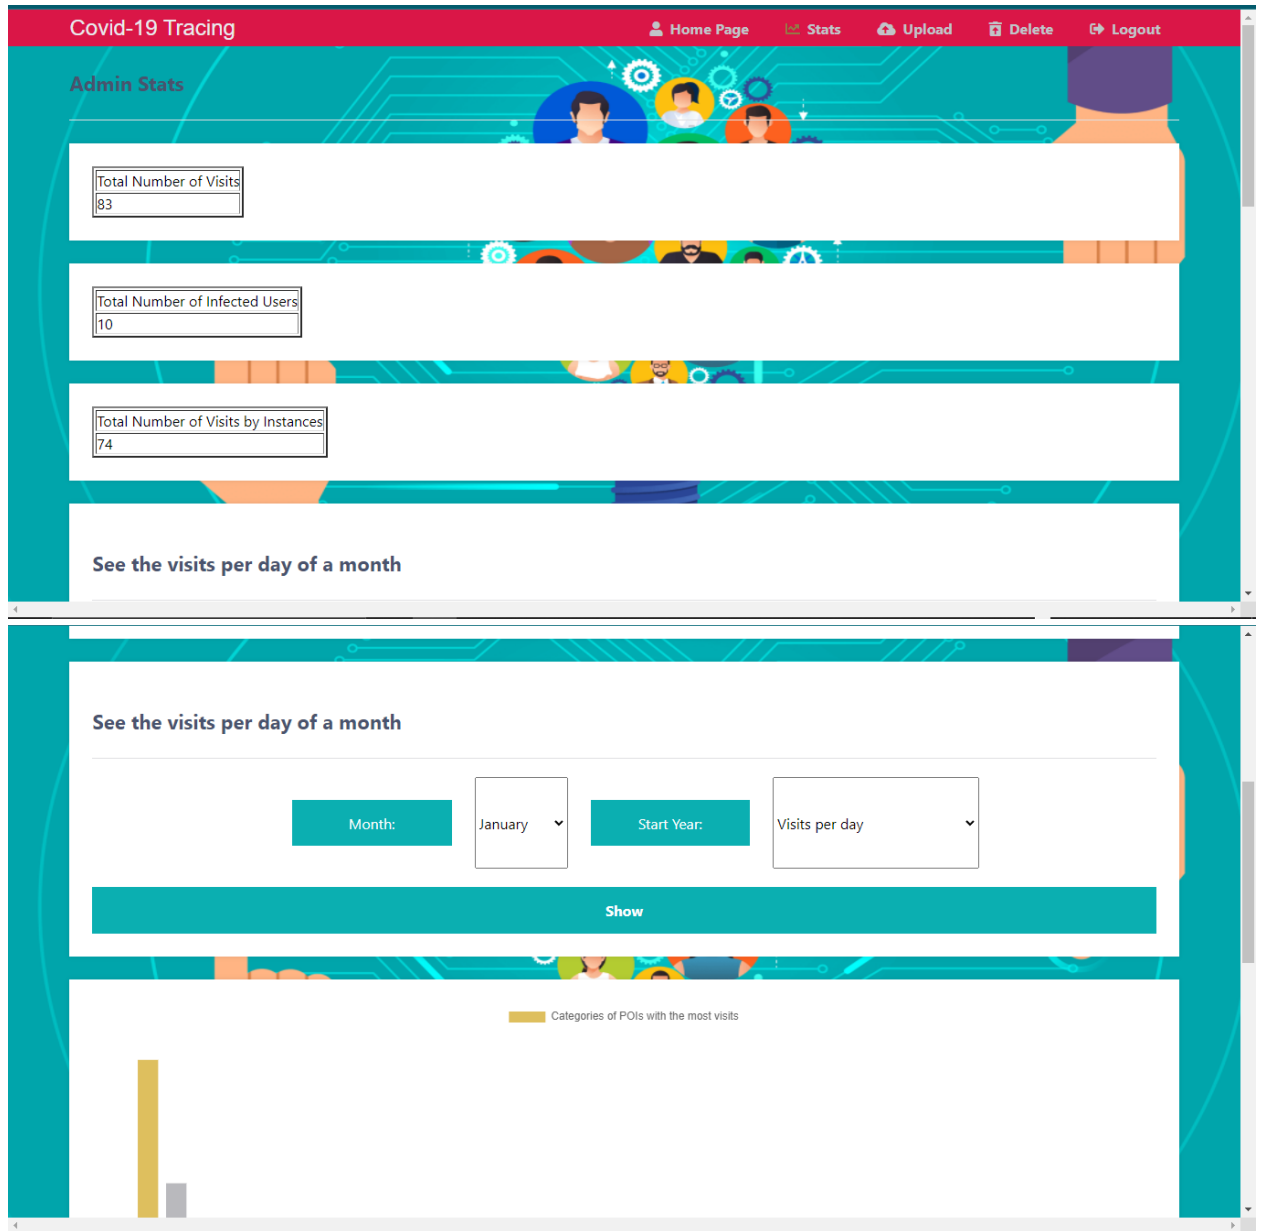 Covid-19 Tracing
Home Page
Stats
Upload
Delete
Logout
Admin Stats
Total Number of Visits
83
Total Number of Infected Users
10
Total Number of Visits by Instances
74
See the visits per day of a month
See the visits per day of a month
Month:
January
Start Year:
Visits per day
Show
Categories of POIs with the most visits